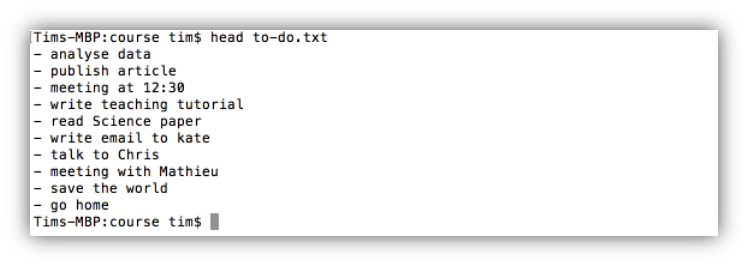 [Tims-MBP:course tim$ head to-do.txt
- analyse data
- publish article
- meeting at 12:30
- write teaching tutorial
- read Science paper
- write email to kate
- talk to Chris
- meeting with Mathieu
- save the world
- go home
Tims-MBP:course tim$